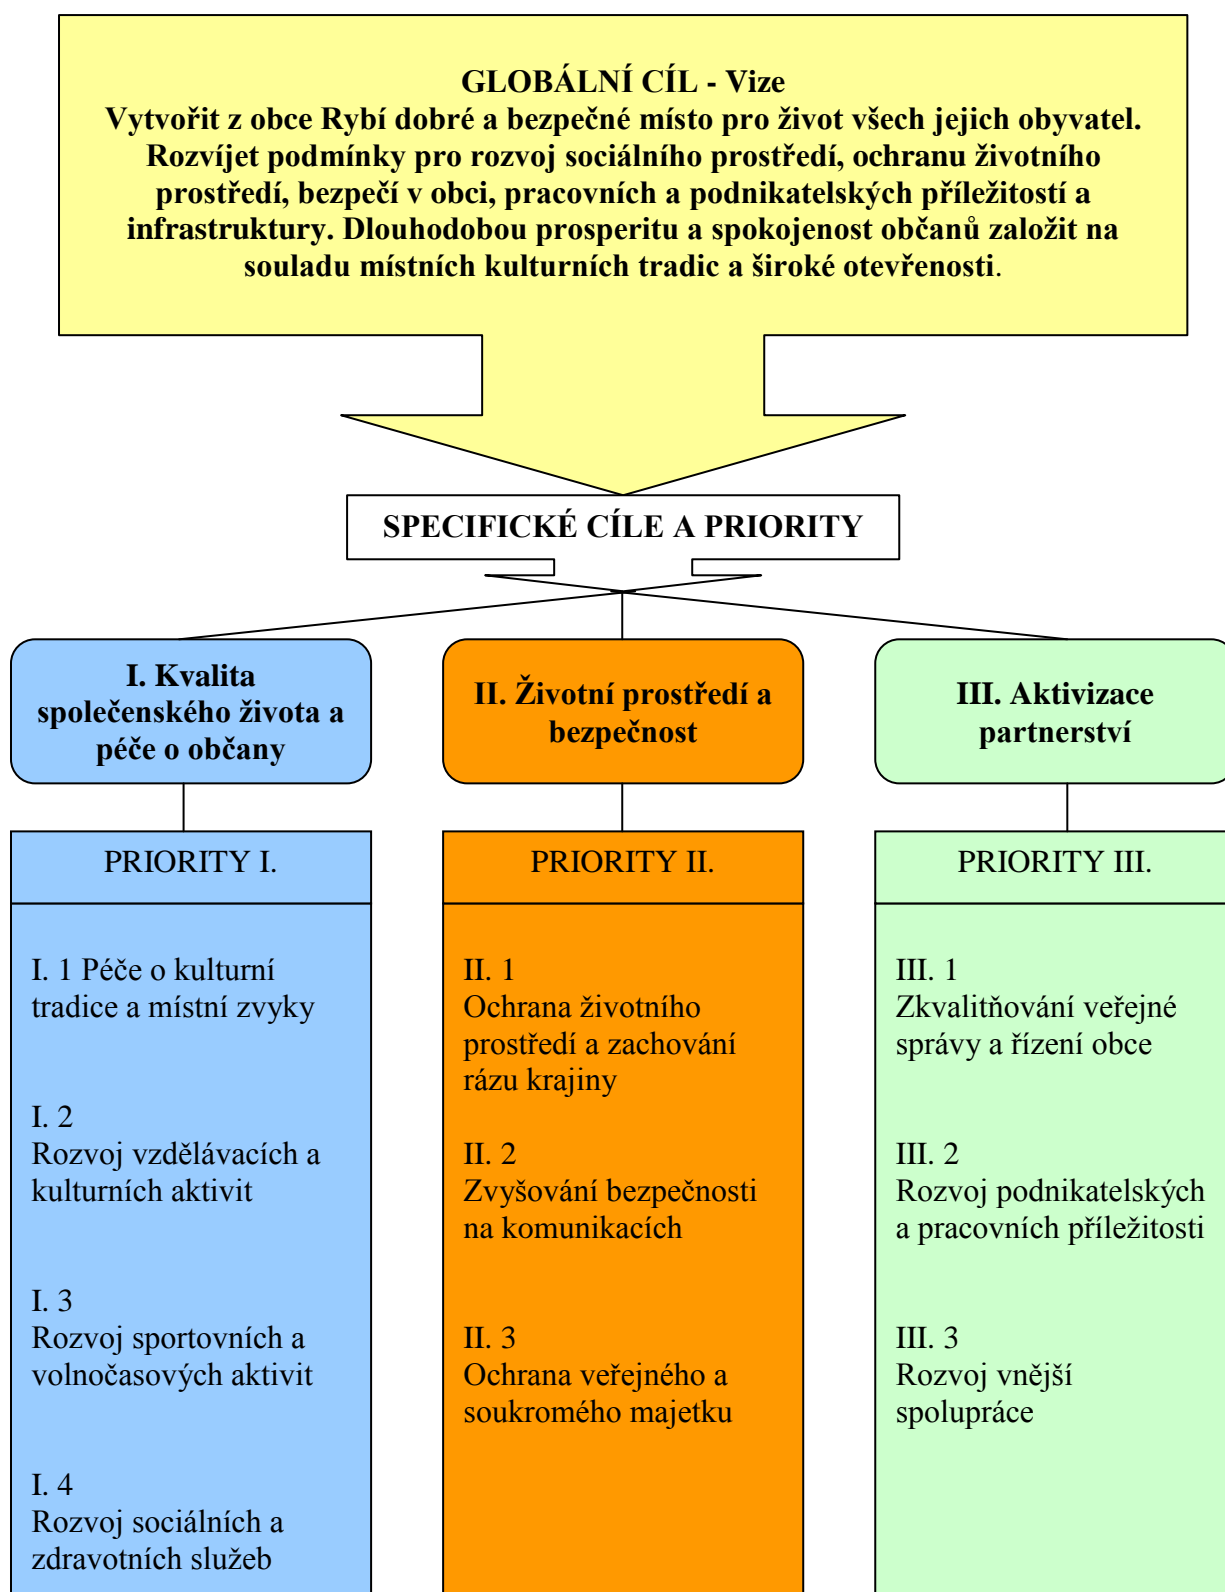 GLOBÁLNÍ CÍL - Vize
Vytvořit z obce Rybí dobré a bezpečné místo pro život všech jejich obyvatel.
Rozvíjet podmínky pro rozvoj sociálního prostředí, ochranu životního
prostředí, bezpečí v obci, pracovních a podnikatelských příležitostí a
infrastruktury. Dlouhodobou prosperitu a spokojenost občanů založit na
souladu místních kulturních tradic a široké otevřenosti.
SPECIFICKÉ CÍLE A PRIORITY
I. Kvalita
společenského života a
péče o občany
II. Životní prostředí a
bezpečnost
III. Aktivizace
partnerství
PRIORITY I.
I. 1 Péče o kulturní
tradice a místní zvyky
I. 2
Rozvoj vzdělávacích a
kulturních aktivit
I. 3
Rozvoj sportovních a
volnočasových aktivit
I. 4
Rozvoj sociálních a
zdravotních služeb
PRIORITY II.
II. 1
Ochrana životního
prostředí a zachování
rázu krajiny
II. 2
Zvyšování bezpečnosti
na komunikacích
II. 3
Ochrana veřejného a
soukromého majetku
PRIORITY III.
III. 1
Zkvalitňování veřejné
správy a řízení obce
III. 2
Rozvoj podnikatelských
a pracovních příležitosti
III. 3
Rozvoj vnější
spolupráce